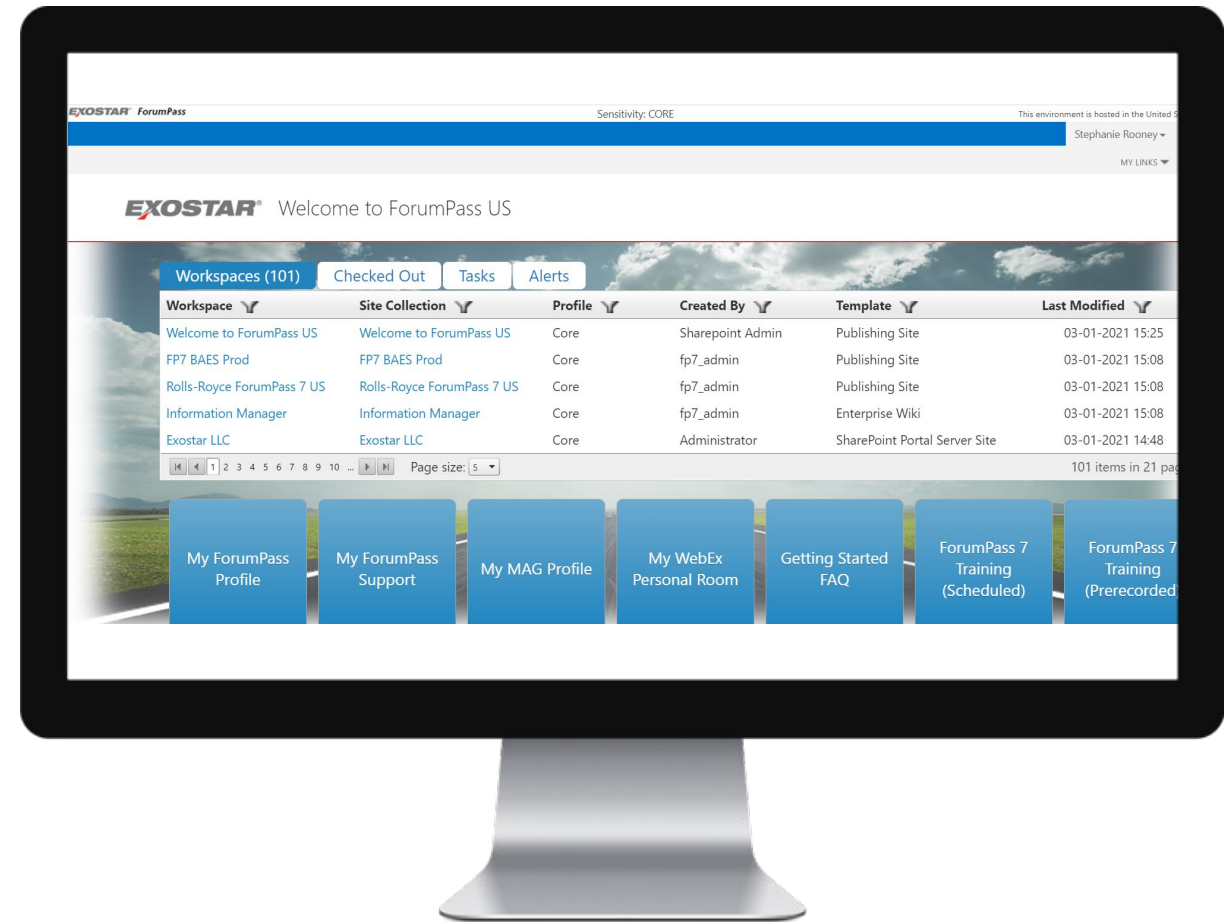 EXOSTAR ForumPass Sensitivity: CORE This environment is hosted in the United S
Stephanie Rooney
MY LINKS
EXOSTAR® Welcome to ForumPass US
Workspaces (101) Checked Out Tasks Alerts
Workspace Site Collection Profile Created By Template Last Modified
Welcome to ForumPass US Welcome to ForumPass US Core Sharepoint Admin Publishing Site 03-01-2021 15:25
FP7 BAES Prod FP7 BAES Prod Core fp7_admin Publishing Site 03-01-2021 15:08
Rolls-Royce ForumPass 7 US Rolls-Royce ForumPass 7 US Core fp7_admin Publishing Site 03-01-2021 15:08
Information Manager Information Manager Core fp7_admin Enterprise Wiki 03-01-2021 15:08
Exostar LLC Exostar LLC Core Administrator SharePoint Portal Server Site 03-01-2021 14:48
1 2 3 4 5 6 7 8 9 10 ... Page size: 5 101 items in 21 pag
My ForumPass
Profile
My ForumPass
Support
My MAG Profile
My WebEx
Personal Room
Getting Started
FAQ
ForumPass 7
Training
(Scheduled)
ForumPass 7
Training
(Prerecorded)